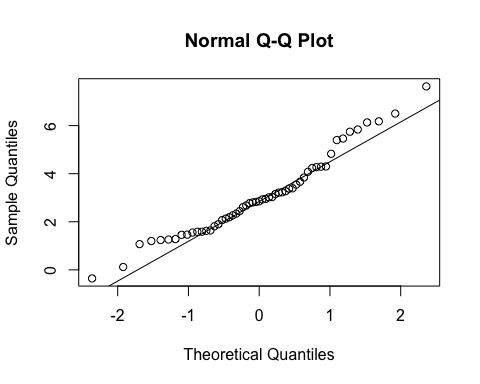 Normal Q-Q Plot
Sample Quantiles
6
4
2
0
-2 -1 0 1 2
Theoretical Quantiles